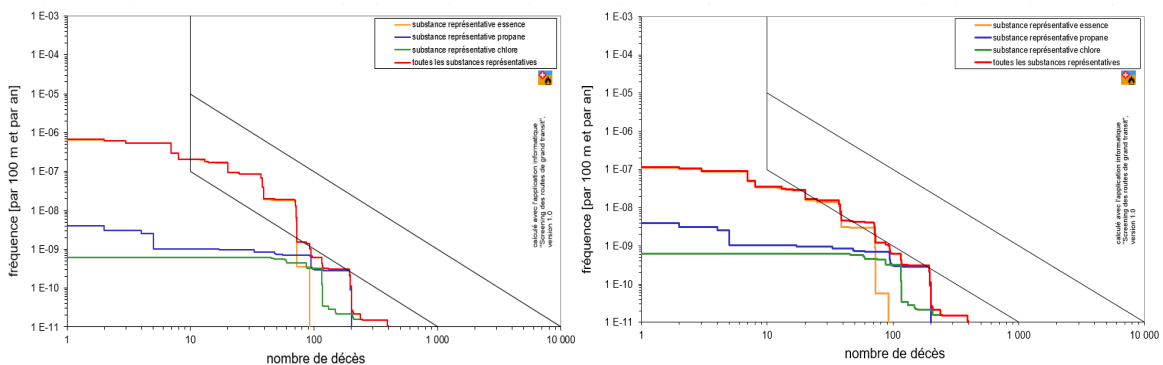 1 E-03
1 E-04
1 E-05
1 E-06
1 E-07
1 E-08
1 E-09
1 E-10
1 E-11
fréquence [par 100 m et par an]
substance représentative essence
substance représentative propane
substance représentative chlore
toutes les substances représentatives
calculé avec l'application informatique
"Screening des routes de grand transit",
version 1.0
1 10 100 1 000 10 000
nombre de décès
1 E-03
1 E-04
1 E-05
1 E-06
1 E-07
1 E-08
1 E-09
1 E-10
1 E-11
fréquence [par 100 m et par an]
substance représentative essence
substance représentative propane
substance représentative chlore
toutes les substances représentatives
calculé avec l'application informatique
"Screening des routes de grand transit",
version 1.0
1 10 100 1 000 10 000
nombre de décès